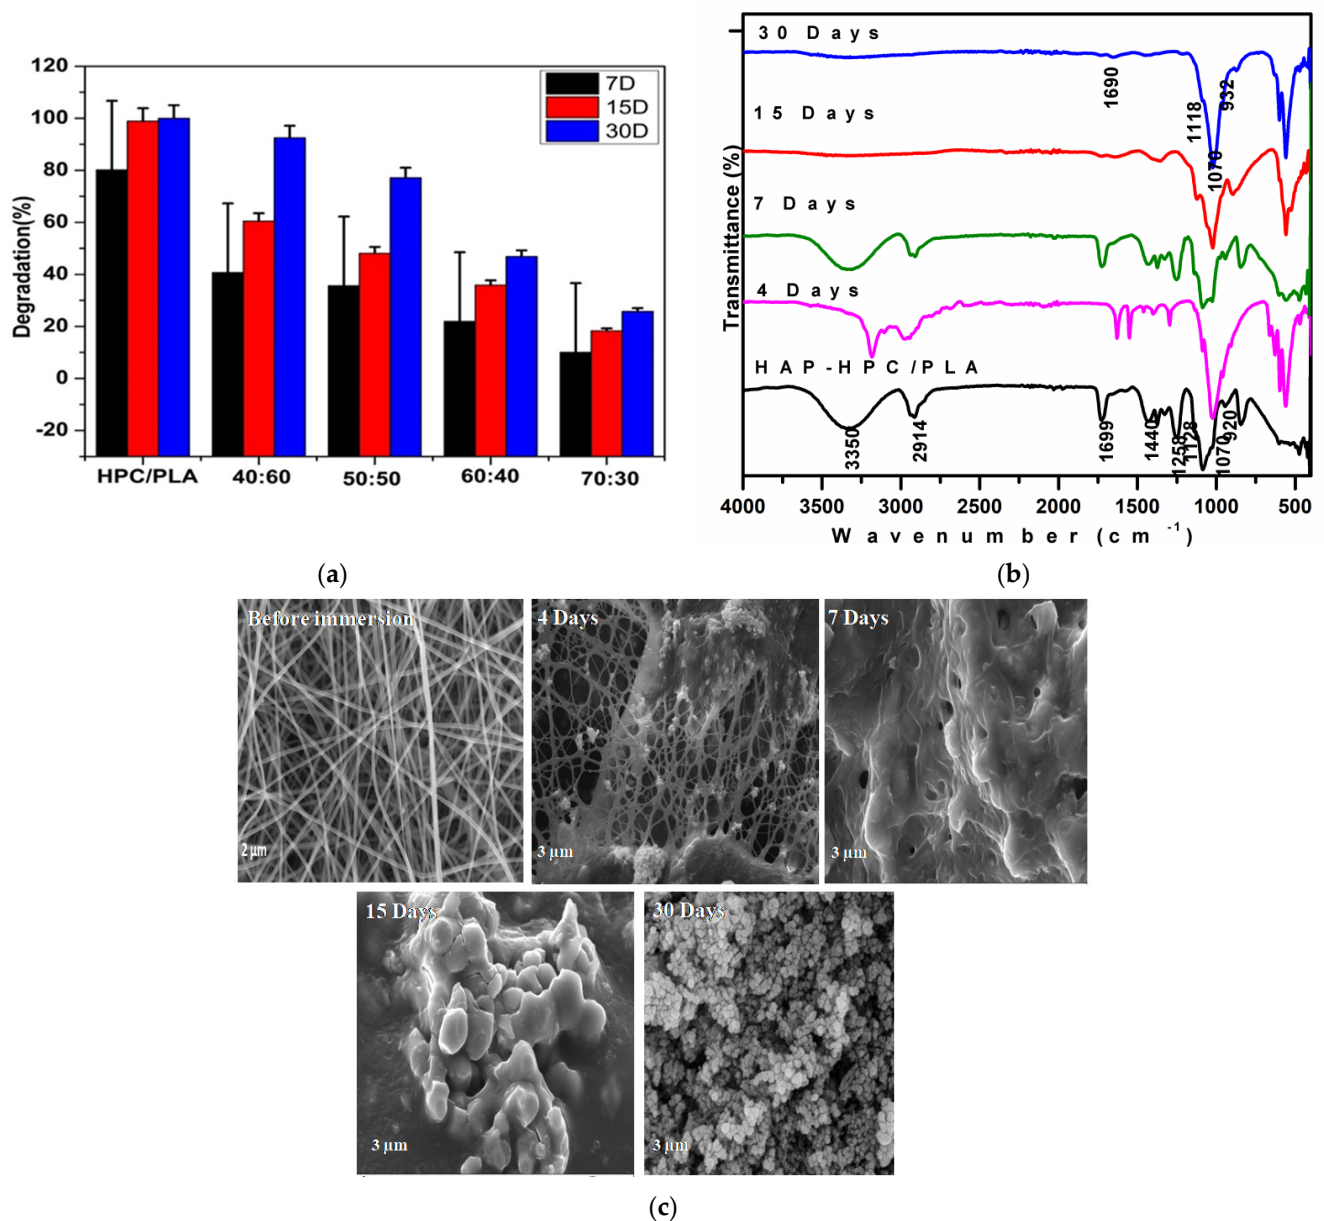 120
100
80
60
40
20
0
-20
Degradation(%)
7D
15D
30D
HPC/PLA 40:60 50:50 60:40 70:30
(a)
Transmittance (%)
30 Days
1690
1118
1070
932
15 Days
7 Days
4 Days
HAP-HPC/PLA
3350
2914
1699
1440
1258
1128
1070
920
4000 3500 3000 2500 2000 1500 1000 500
Wavenumber(cm-1)
(b)
Before immersion
2 µm
4 Days
3 µm
7 Days
3 µm
15 Days
3 µm
30 Days
3 µm
(c)